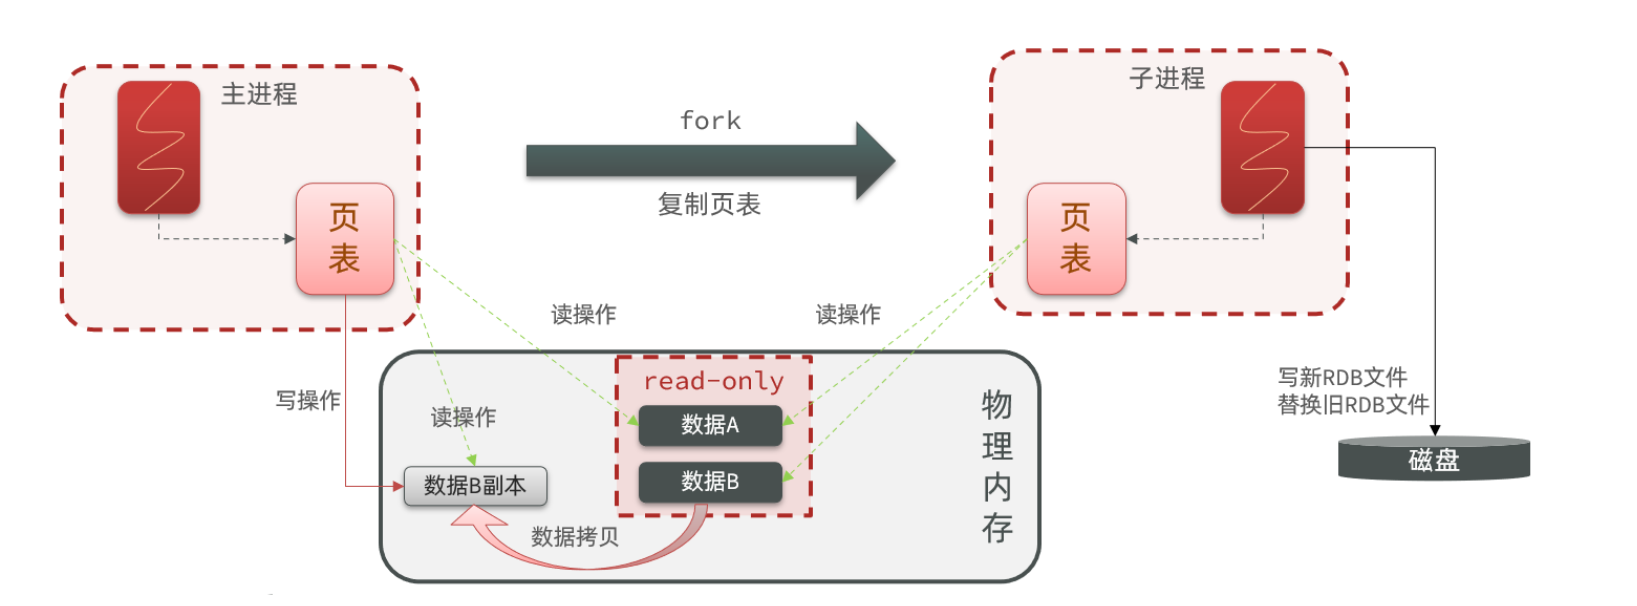 主进程
子进程
fork
复制页表
页表
页表
读操作
读操作
写操作
读操作
read-only
数据A
数据B
数据B副本
数据拷贝
物理内存
写新RDB文件
替换旧RDB文件
磁盘